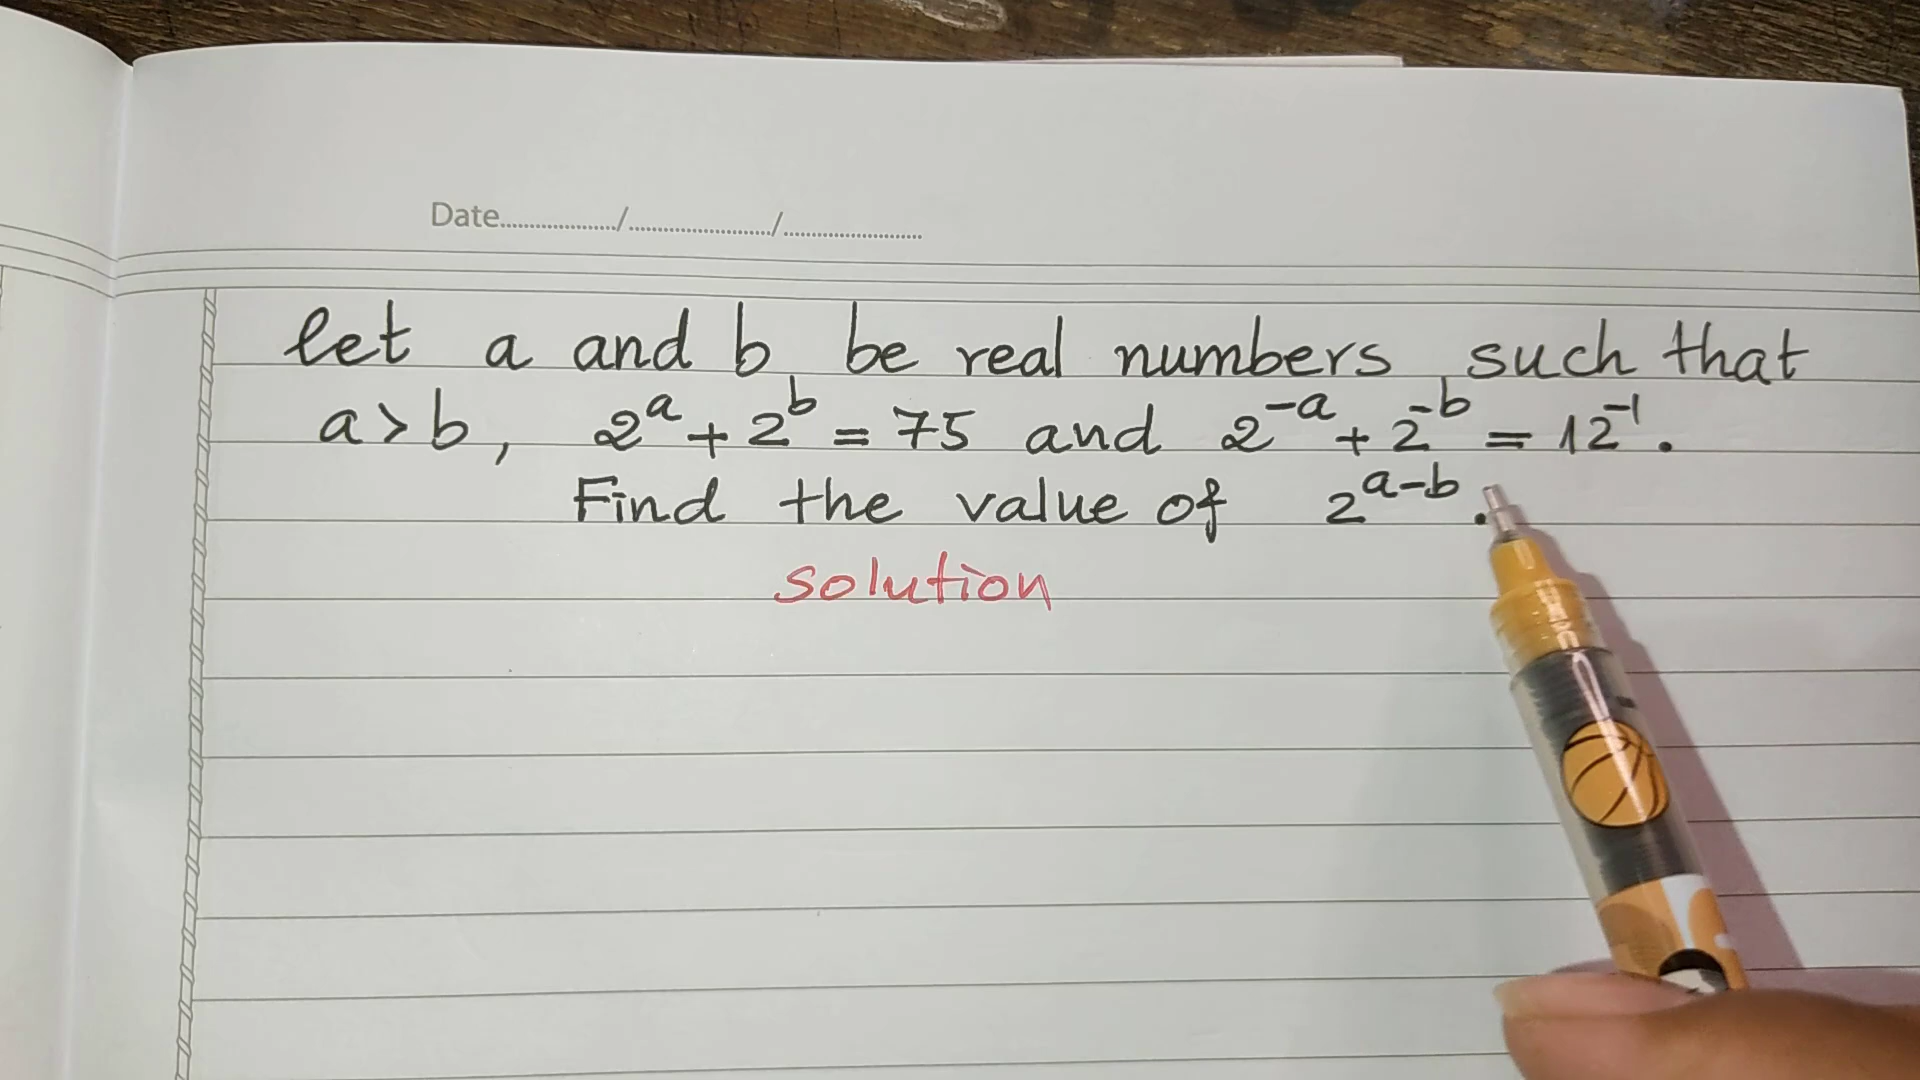 Date................./....................../......................
let a and b be real numbers such that
a > b, 2^a + 2^b = 75 and 2^-a + 2^-b = 12^-1.
Find the value of 2^a-b.
solution